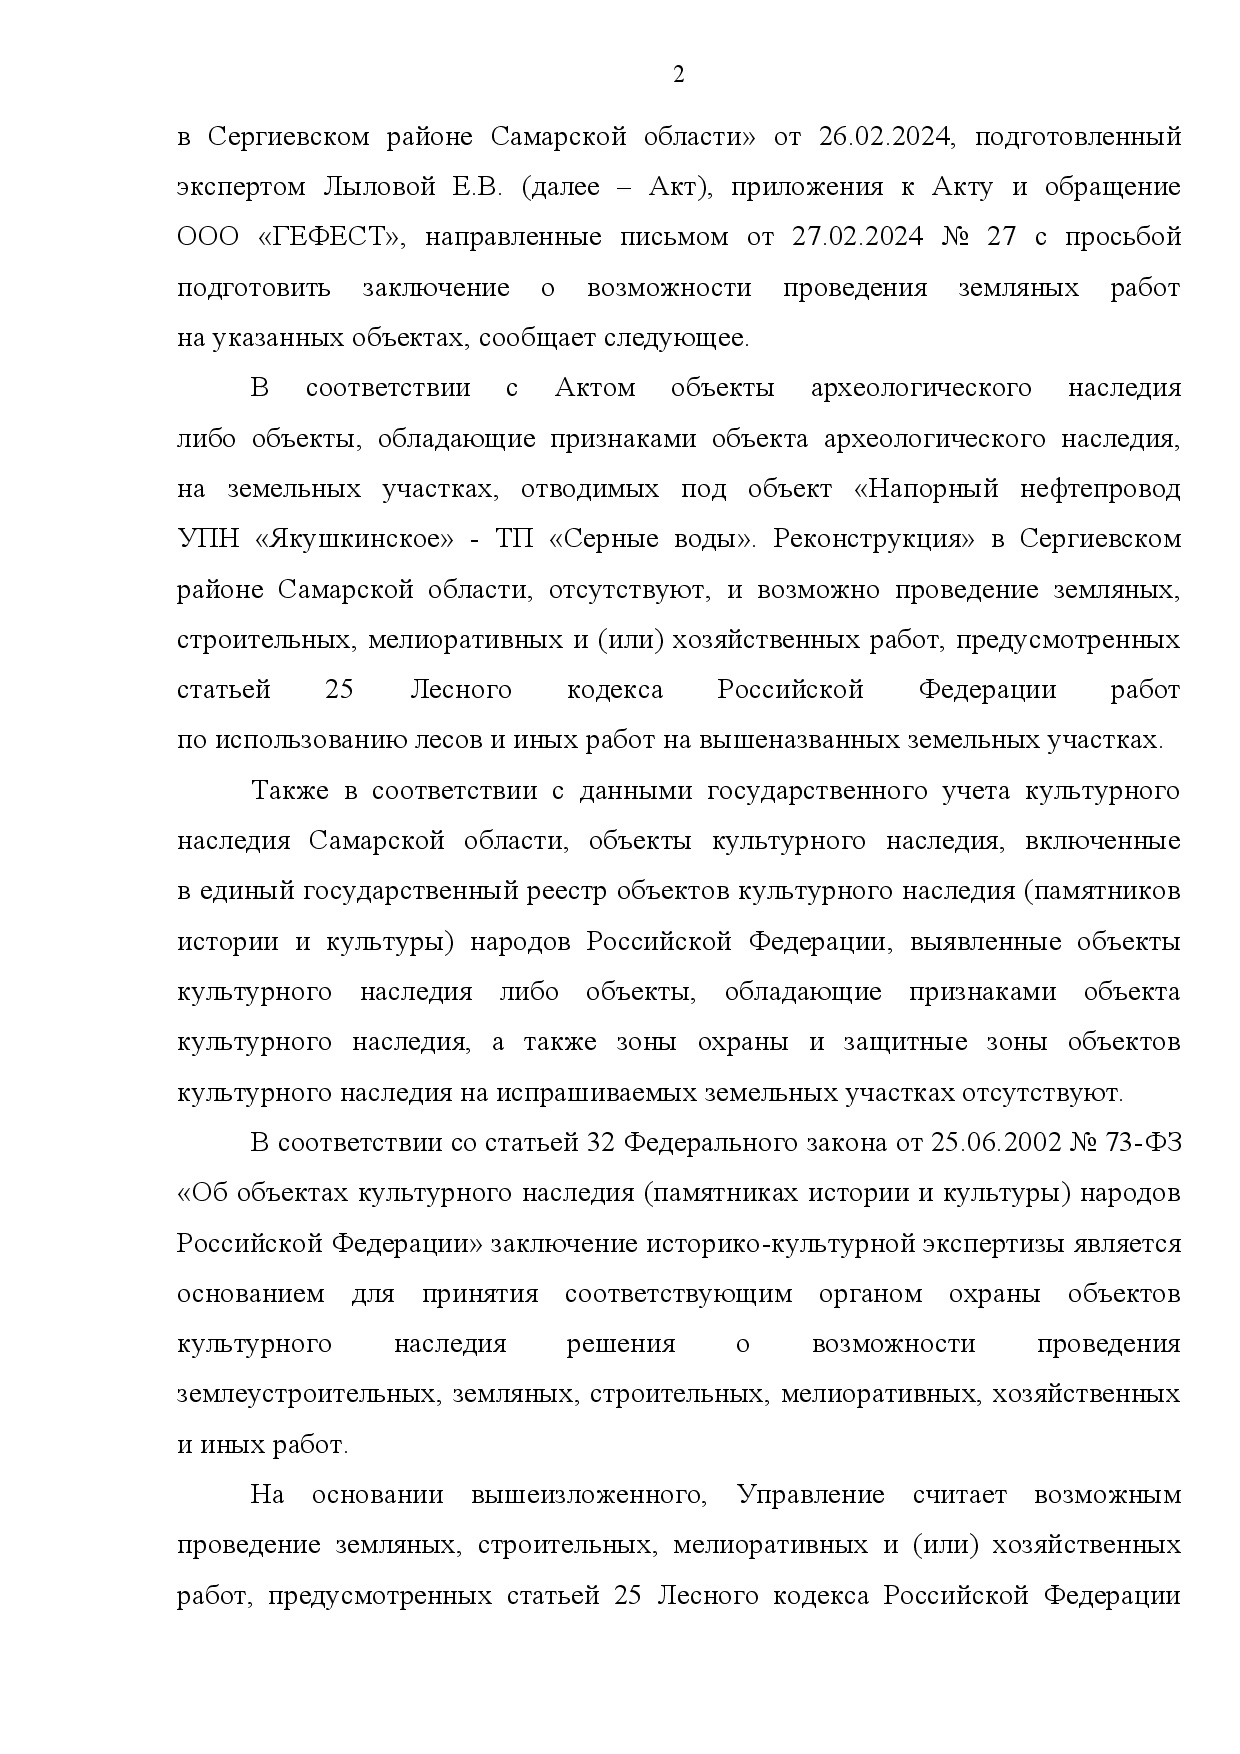 2
в Сергиевском районе Самарской области» от 26.02.2024, подготовленный
экспертом Лыловой Е.В. (далее – Акт), приложения к Акту и обращение
ООО «ГЕФЕСТ», направленные письмом от 27.02.2024 № 27 с просьбой
подготовить заключение о возможности проведения земляных работ
на указанных объектах, сообщает следующее.
В соответствии с Актом объекты археологического наследия
либо объекты, обладающие признаками объекта археологического наследия,
на земельных участках, отводимых под объект «Напорный нефтепровод
УПН «Якушкинское» - ТП «Серные воды». Реконструкция» в Сергиевском
районе Самарской области, отсутствуют, и возможно проведение земляных,
строительных, мелиоративных и (или) хозяйственных работ, предусмотренных
статьей 25 Лесного кодекса Российской Федерации работ
по использованию лесов и иных работ на вышеназванных земельных участках.
Также в соответствии с данными государственного учета культурного
наследия Самарской области, объекты культурного наследия, включенные
в единый государственный реестр объектов культурного наследия (памятников
истории и культуры) народов Российской Федерации, выявленные объекты
культурного наследия либо объекты, обладающие признаками объекта
культурного наследия, а также зоны охраны и защитные зоны объектов
культурного наследия на испрашиваемых земельных участках отсутствуют.
В соответствии со статьей 32 Федерального закона от 25.06.2002 № 73-ФЗ
«Об объектах культурного наследия (памятниках истории и культуры) народов
Российской Федерации» заключение историко-культурной экспертизы является
основанием для принятия соответствующим органом охраны объектов
культурного наследия решения о возможности проведения
землеустроительных, земляных, строительных, мелиоративных, хозяйственных
и иных работ.
На основании вышеизложенного, Управление считает возможным
проведение земляных, строительных, мелиоративных и (или) хозяйственных
работ, предусмотренных статьей 25 Лесного кодекса Российской Федерации